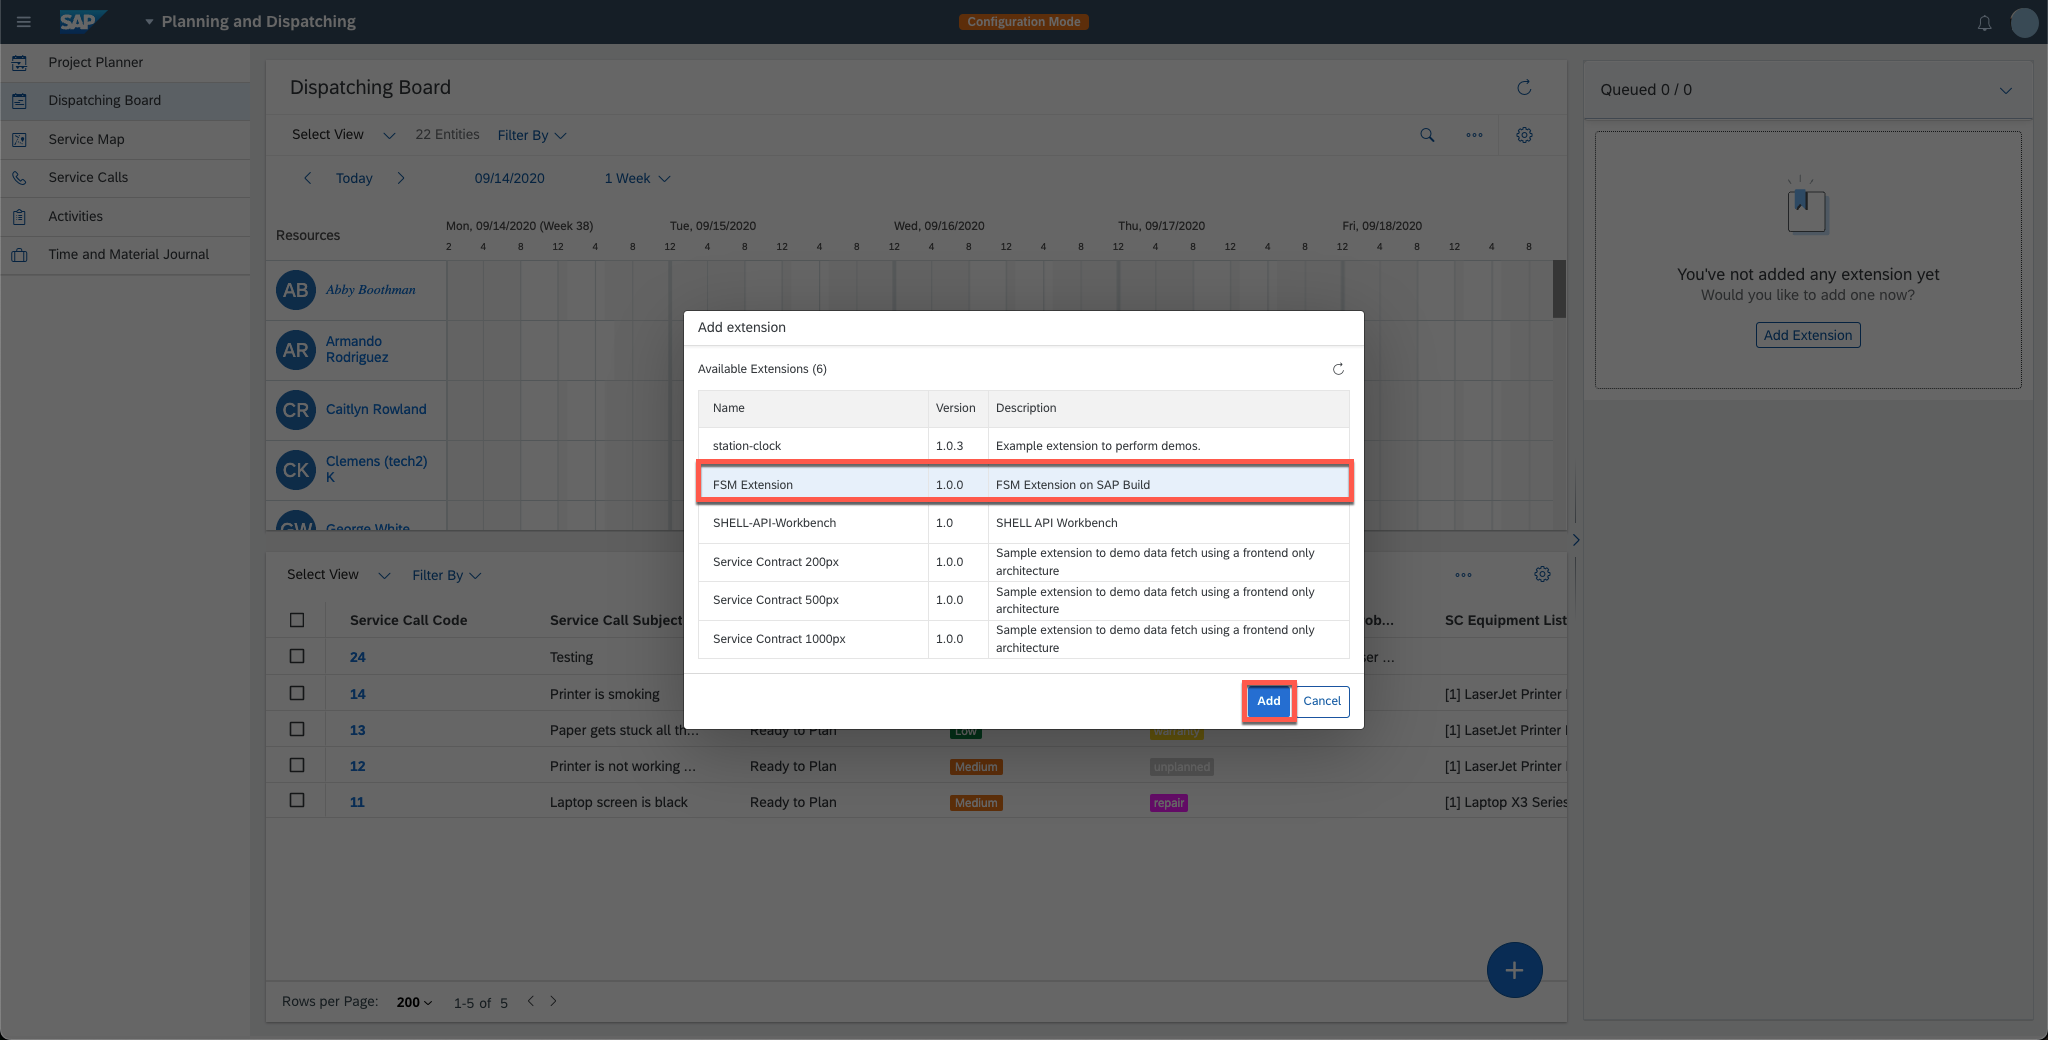 SAP Planning and Dispatching Configuration Mode
Project Planner
Dispatching Board
Service Map
Service Calls
Activities
Time and Material Journal
Dispatching Board
Select View 22 Entities Filter By
Today 09/14/2020 1 Week
Resources
Mon, 09/14/2020 (Week 38) Tue, 09/15/2020 Wed, 09/16/2020 Thu, 09/17/2020 Fri, 09/18/2020
2 4 8 12 4 8 12 4 8 12 4 8 12 4 8 12 4 8 12 4 8 12 4 8 12 4 8 12 4 8
AB Abby Boothman
AR Armando
Rodriguez
CR Caitlyn Rowland
CK Clemens (tech2)
K
GW George White
Queued 0 / 0
You've not added any extension yet
Would you like to add one now?
Add Extension
Add extension
Available Extensions (6)
Name Version Description
station-clock 1.0.3 Example extension to perform demos.
FSM Extension 1.0.0 FSM Extension on SAP Build
SHELL-API-Workbench 1.0 SHELL API Workbench
Service Contract 200px 1.0.0 Sample extension to demo data fetch using a frontend only
architecture
Service Contract 500px 1.0.0 Sample extension to demo data fetch using a frontend only
architecture
Service Contract 1000px 1.0.0 Sample extension to demo data fetch using a frontend only
architecture
Add Cancel
Select View Filter By
Service Call Code Service Call Subject ob... SC Equipment List
24 Testing ser ...
14 Printer is smoking [1] LaserJet Printer
13 Paper gets stuck all th... Ready to Plan Low warranty [1] LasetJet Printer
12 Printer is not working ... Ready to Plan Medium unplanned [1] LaserJet Printer
11 Laptop screen is black Ready to Plan Medium repair [1] Laptop X3 Series
Rows per Page: 200 1-5 of 5